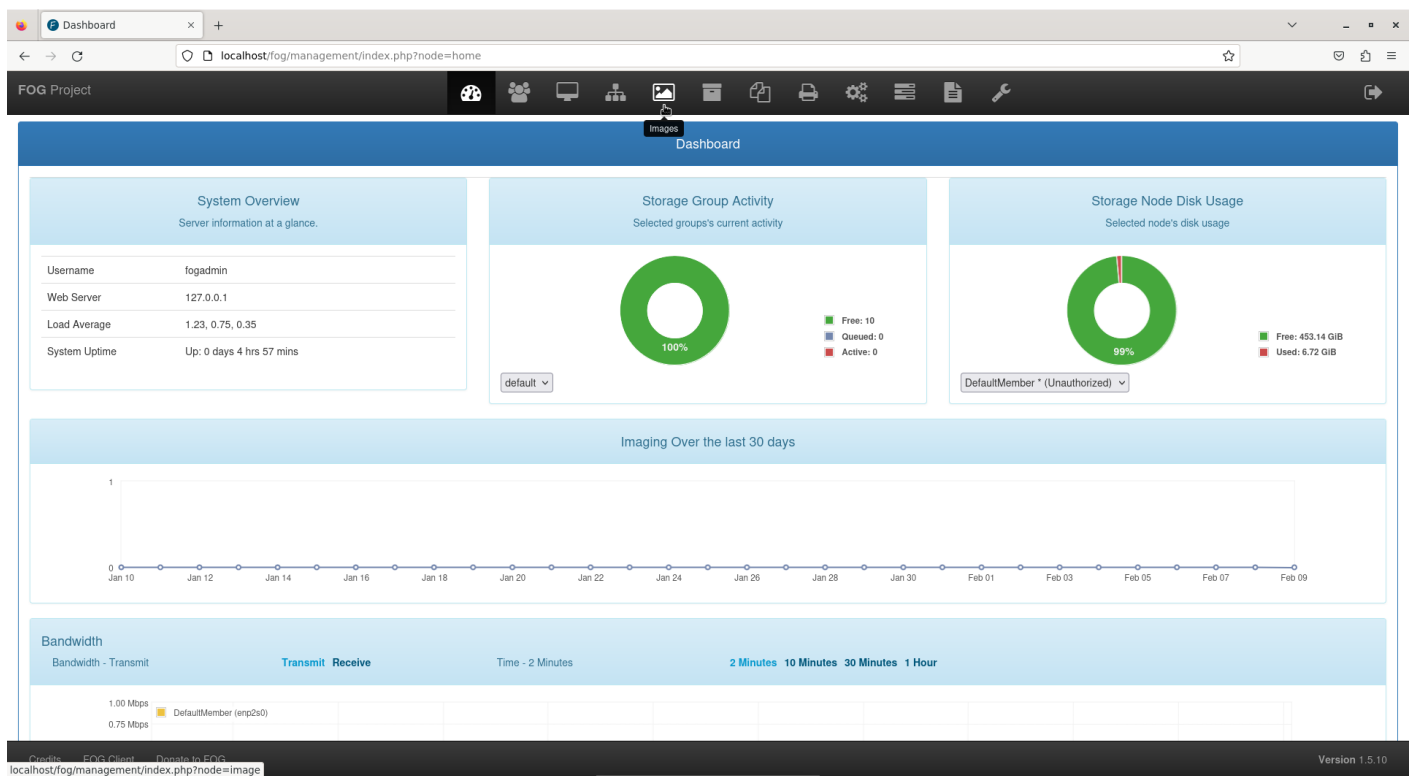 Dashboard
localhost/fog/management/index.php?node=home
FOG Project
Images
Dashboard
System Overview
Server information at a glance.
Username fogadmin
Web Server 127.0.0.1
Load Average 1.23, 0.75, 0.35
System Uptime Up: 0 days 4 hrs 57 mins
Storage Group Activity
Selected groups's current activity
100%
Free: 10
Queued: 0
Active: 0
default
Storage Node Disk Usage
Selected node's disk usage
99%
Free: 453.14 GiB
Used: 6.72 GiB
DefaultMember * (Unauthorized)
Imaging Over the last 30 days
1
0
Jan 10 Jan 12 Jan 14 Jan 16 Jan 18 Jan 20 Jan 22 Jan 24 Jan 26 Jan 28 Jan 30 Feb 01 Feb 03 Feb 05 Feb 07 Feb 09
Bandwidth
Bandwidth - Transmit Transmit Receive Time - 2 Minutes 2 Minutes 10 Minutes 30 Minutes 1 Hour
1.00 Mbps
DefaultMember (enp2s0)
0.75 Mbps
Credits FOG Client Donate to FOG Version 1.5.10
localhost/fog/management/index.php?node=image